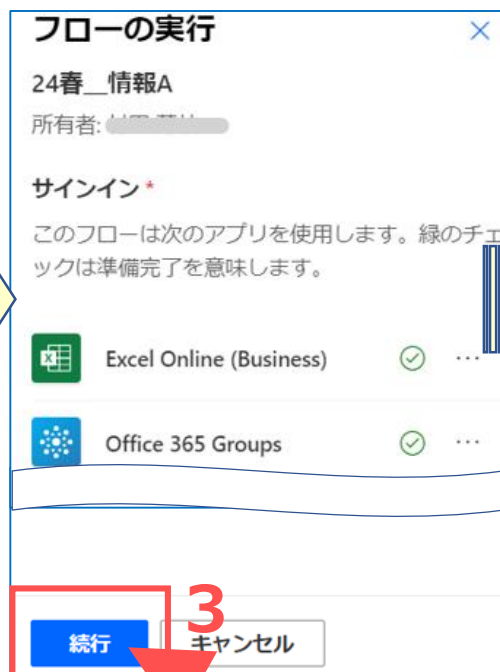 フローの実行
24春__情報A
所有者:
サインイン *
このフローは次のアプリを使用します。緑のチェ
ックは準備完了を意味します。
Excel Online (Business)
Office 365 Groups
3
続行
キャンセル